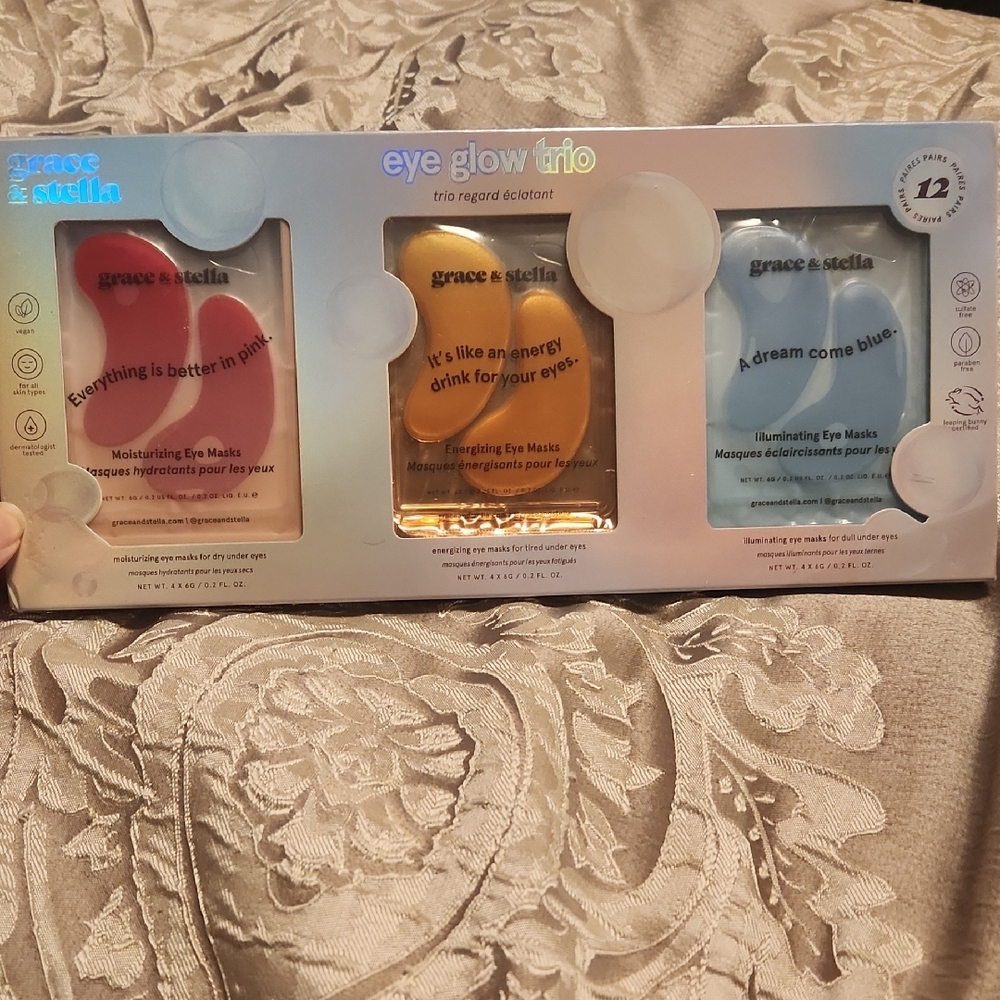 grace
& stella
eye glow trio
trio regard éclatant
PAIRES PAIRS PAIRES PAIRS
12
vegan
for all
skin types
dermatologist
tested
grace & stella
Everything is better in pink.
Moisturizing Eye Masks
asques hydratants pour les yeux
graceandstella.com | @graceandstella
moisturizing eye masks for dry under eyes
masques hydratants pour les yeux secs
NET WT. 4 X 6G / 0.2 FL. OZ.
grace & stella
It's like an energy
drink for your eyes.
Energizing Eye Masks
Masques énergisants pour les yeux
energizing eye masks for tired under eyes
masques énergisants pour les yeux fatigués
NET WT. 4 X 6G / 0.2 FL. OZ.
grace & stella
A dream come blue.
Illuminating Eye Masks
Masques éclaircissants pour les
graceandstella.com | @graceandstella
illuminating eye masks for dull under eyes
masques illuminants pour les yeux ternes
NET WT. 4 X 6G / 0.2 FL. OZ.
sulfate
free
paraben
free
leaping bunny
certified